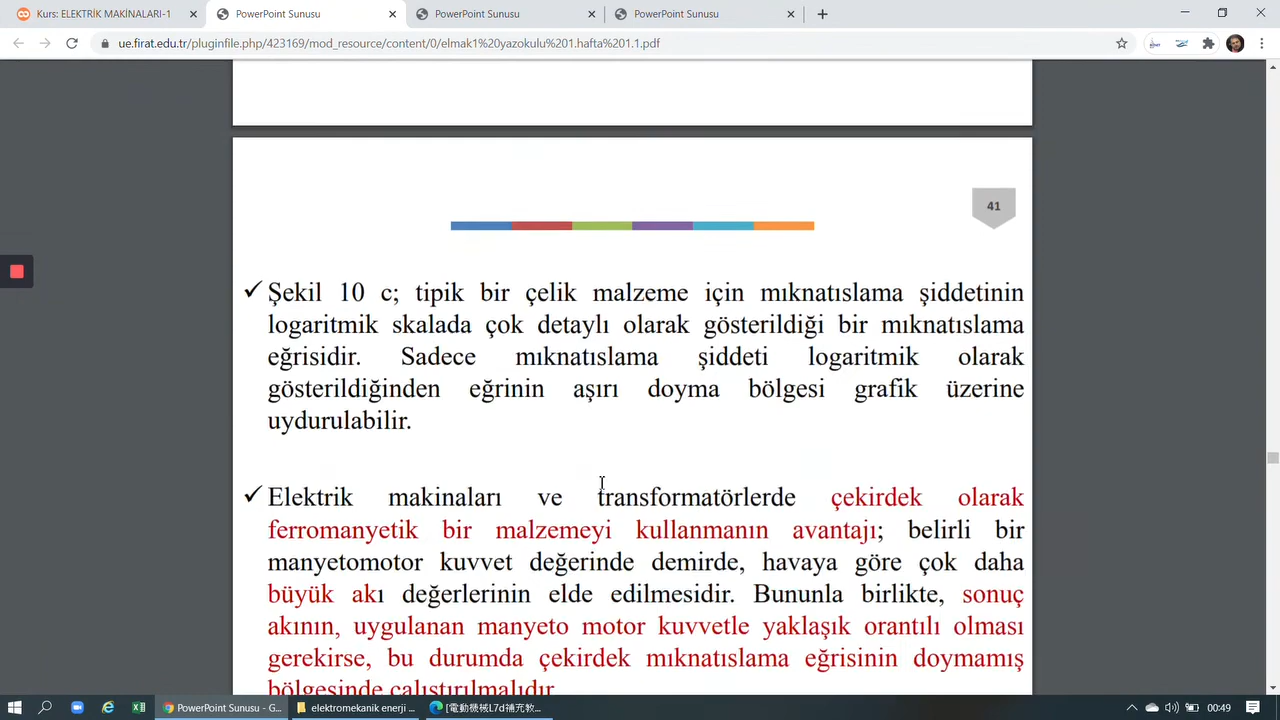 Kurs: ELEKTRİK MAKİNALARI-1
PowerPoint Sunusu
PowerPoint Sunusu
PowerPoint Sunusu
ue.firat.edu.tr/pluginfile.php/423169/mod_resource/content/0/elmak1%20yazokulu%201.hafta%201.1.pdf
41
✓ Şekil 10 c; tipik bir çelik malzeme için mıknatıslama şiddetinin
logaritmik skalada çok detaylı olarak gösterildiği bir mıknatıslama
eğrisidir. Sadece mıknatıslama şiddeti logaritmik olarak
gösterildiğinden eğrinin aşırı doyma bölgesi grafik üzerine
uydurulabilir.
✓ Elektrik makinaları ve transformatörlerde çekirdek olarak
ferromanyetik bir malzemeyi kullanmanın avantajı; belirli bir
manyetomotor kuvvet değerinde demirde, havaya göre çok daha
büyük akı değerlerinin elde edilmesidir. Bununla birlikte, sonuç
akının, uygulanan manyeto motor kuvvetle yaklaşık orantılı olması
gerekirse, bu durumda çekirdek mıknatıslama eğrisinin doymamış
bölgesinde çalıştırılmalıdır.
PowerPoint Sunusu - G...
elektromekanik enerji ...
00:49